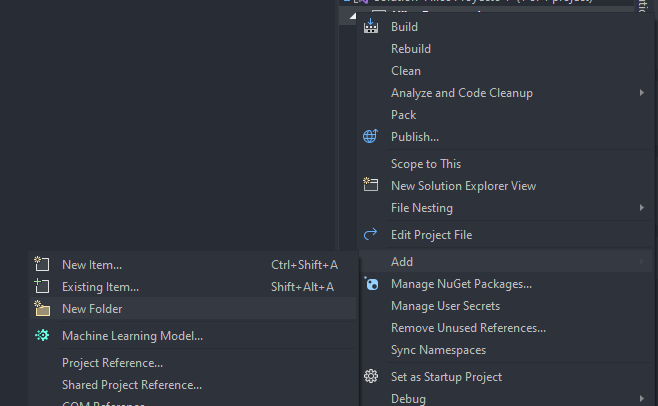 Build
Rebuild
Clean
Analyze and Code Cleanup
Pack
Publish...
Scope to This
New Solution Explorer View
File Nesting
Edit Project File
Add
Manage NuGet Packages...
Manage User Secrets
Remove Unused References...
Sync Namespaces
Set as Startup Project
Debug
New Item... Ctrl+Shift+A
Existing Item... Shift+Alt+A
New Folder
Machine Learning Model...
Project Reference...
Shared Project Reference...
COM Reference